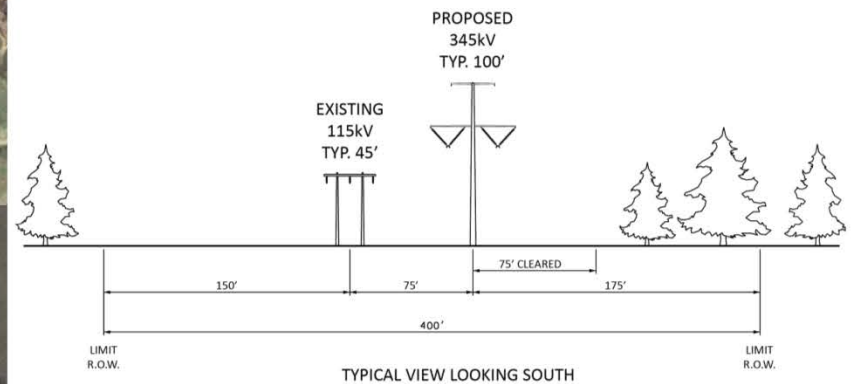 PROPOSED
345kV
TYP. 100'
EXISTING
115kV
TYP. 45'
75' CLEARED
150'
75'
175'
400'
LIMIT
R.O.W.
LIMIT
R.O.W.
TYPICAL VIEW LOOKING SOUTH